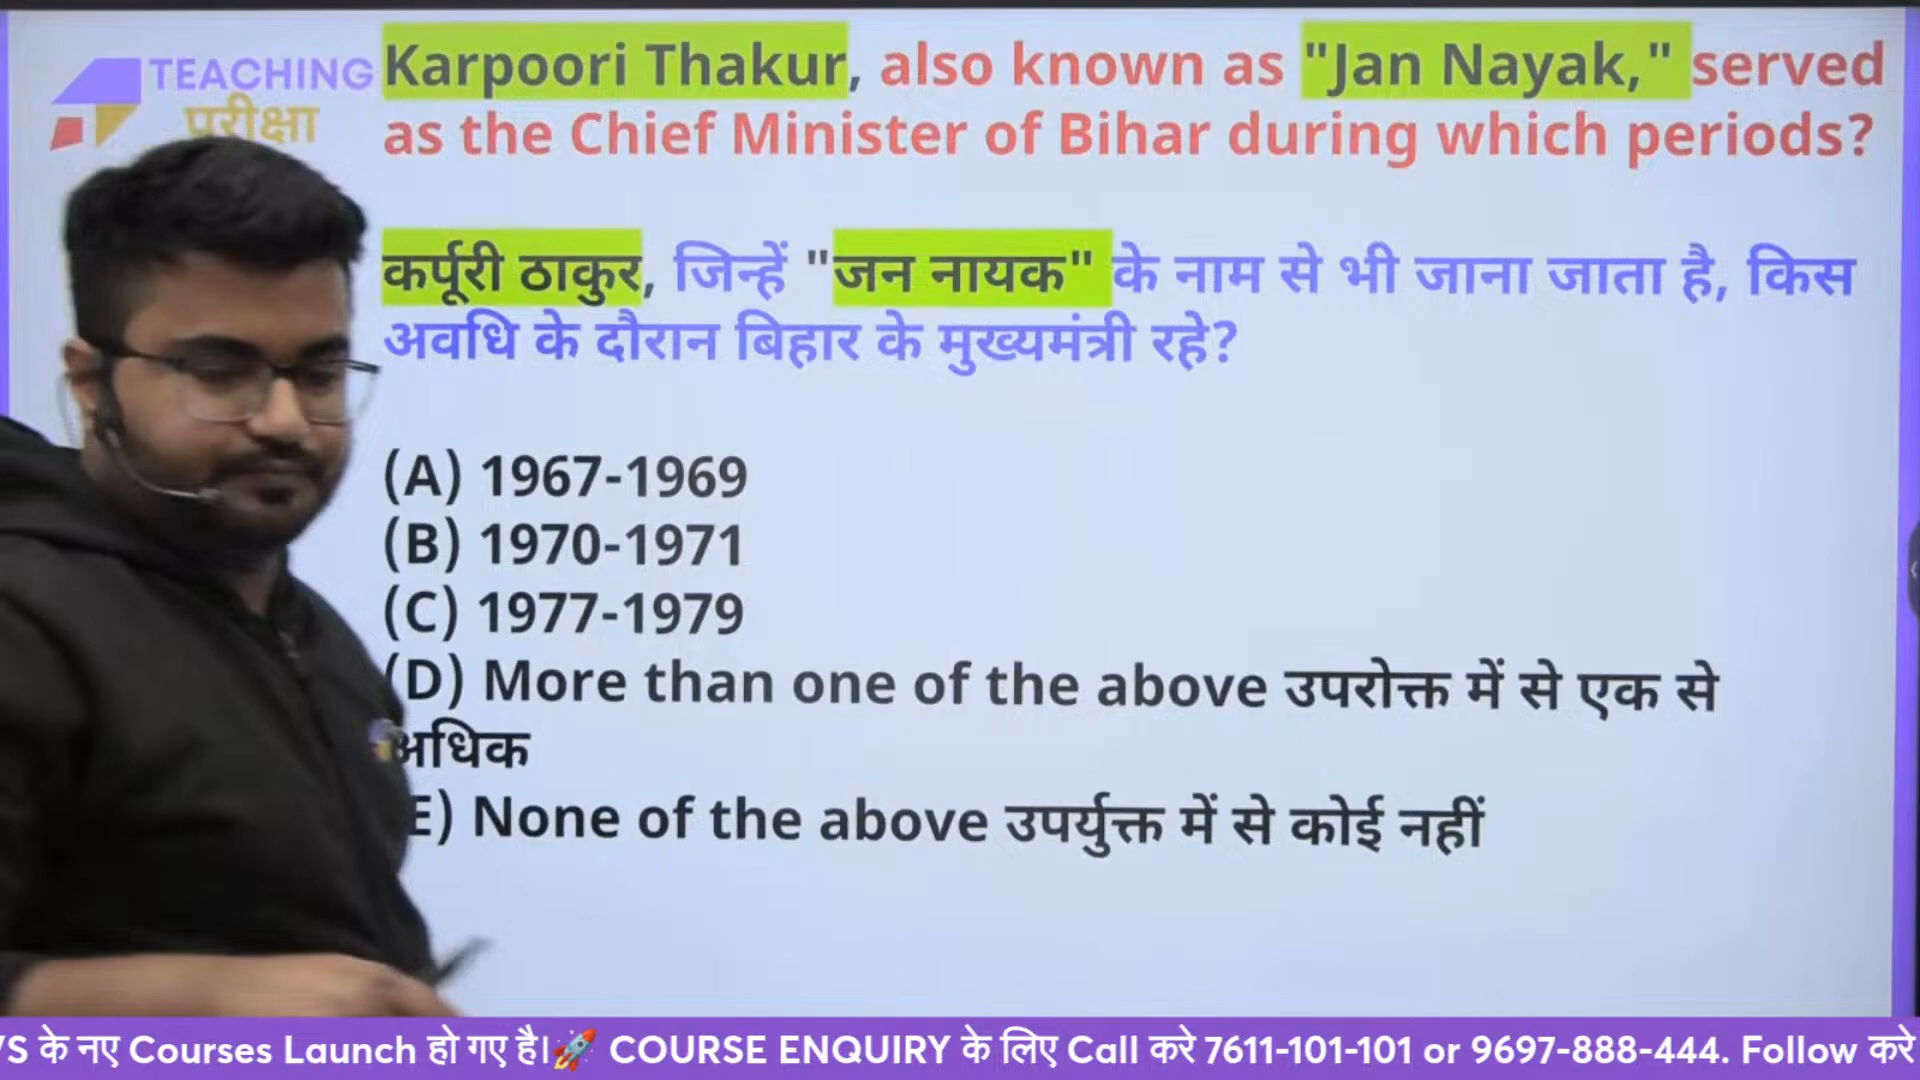 TEACHING
परीक्षा
Karpoori Thakur, also known as "Jan Nayak," served
as the Chief Minister of Bihar during which periods?
कर्पूरी ठाकुर, जिन्हें "जन नायक" के नाम से भी जाना जाता है, किस
अवधि के दौरान बिहार के मुख्यमंत्री रहे?
(A) 1967-1969
(B) 1970-1971
(C) 1977-1979
(D) More than one of the above उपरोक्त में से एक से
अधिक
E) None of the above उपर्युक्त में से कोई नहीं
VS के नए Courses Launch हो गए है।🚀 COURSE ENQUIRY के लिए Call करे 7611-101-101 or 9697-888-444. Follow करे